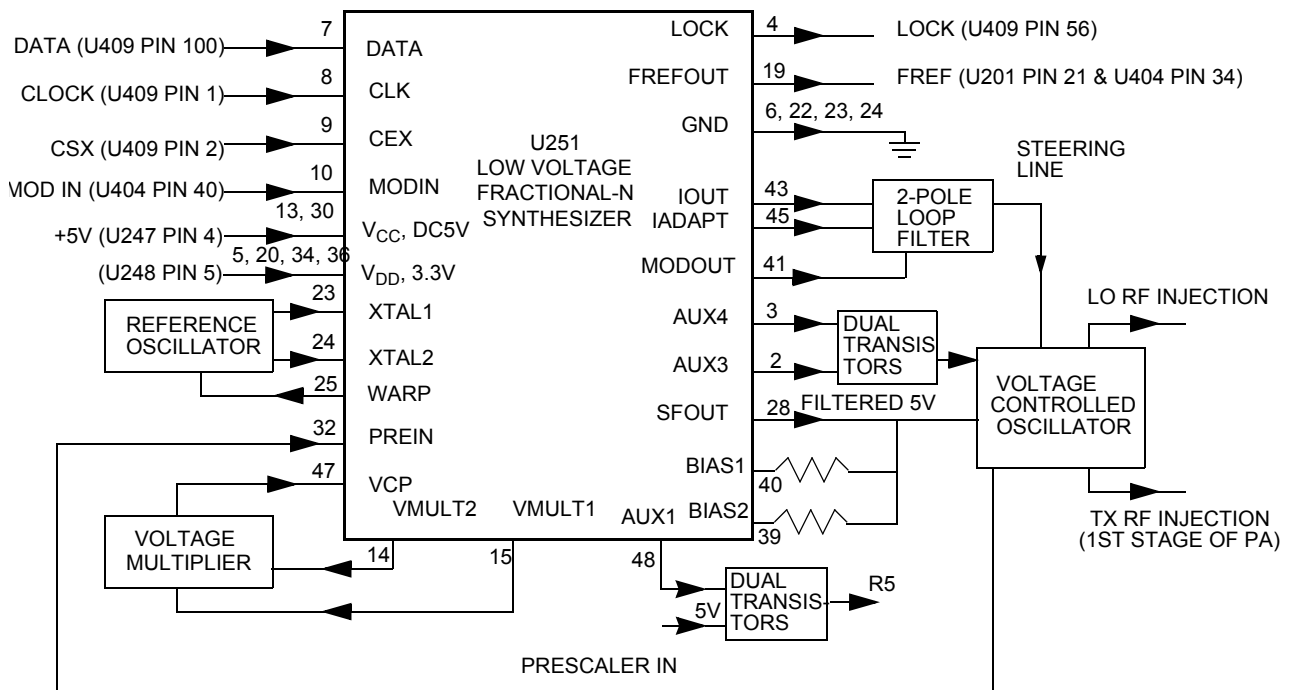 DATA (U409 PIN 100)
CLOCK (U409 PIN 1)
CSX (U409 PIN 2)
MOD IN (U404 PIN 40)
+5V (U247 PIN 4)
(U248 PIN 5)
7
8
9
10
13, 30
5, 20, 34, 36
23
24
25
32
47
REFERENCE
OSCILLATOR
VOLTAGE
MULTIPLIER
DATA
CLK
CEX
MODIN
VCC, DC5V
VDD, 3.3V
XTAL1
XTAL2
WARP
PREIN
VCP
VMULT2
VMULT1
U251
LOW VOLTAGE
FRACTIONAL-N
SYNTHESIZER
LOCK
FREFOUT
GND
IOUT
IADAPT
MODOUT
AUX4
AUX3
SFOUT
BIAS1
BIAS2
AUX1
14
15
48
4
19
6, 22, 23, 24
43
45
41
3
2
28
40
39
LOCK (U409 PIN 56)
FREF (U201 PIN 21 & U404 PIN 34)
STEERING
LINE
2-POLE
LOOP
FILTER
DUAL
TRANSIS
TORS
FILTERED 5V
LO RF INJECTION
VOLTAGE
CONTROLLED
OSCILLATOR
TX RF INJECTION
(1ST STAGE OF PA)
5V
DUAL
TRANSIS-
TORS
R5
PRESCALER IN